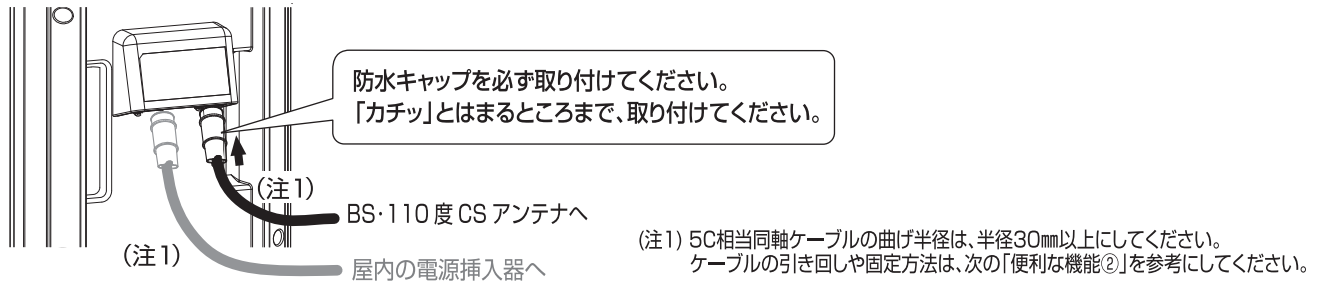 防水キャップを必ず取り付けてください。
「カチッ」とはまるところまで、取り付けてください。
(注1)
BS・110度CSアンテナへ
(注1)
屋内の電源挿入器へ
(注1) 5C相当同軸ケーブルの曲げ半径は、半径30㎜以上にしてください。
ケーブルの引き回しや固定方法は、次の「便利な機能②」を参考にしてください。